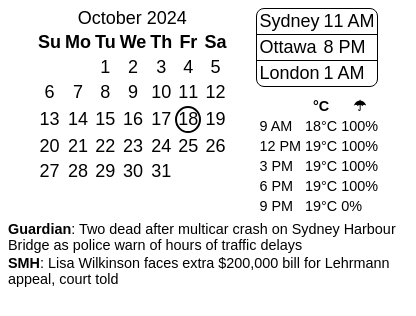 October 2024
Su Mo Tu We Th Fr Sa
1 2 3 4 5
6 7 8 9 10 11 12
13 14 15 16 17 18 19
20 21 22 23 24 25 26
27 28 29 30 31
Sydney 11 AM
Ottawa 8 PM
London 1 AM
°C ☂
9 AM 18°C 100%
12 PM 19°C 100%
3 PM 19°C 100%
6 PM 19°C 100%
9 PM 19°C 0%
Guardian: Two dead after multicar crash on Sydney Harbour
Bridge as police warn of hours of traffic delays
SMH: Lisa Wilkinson faces extra $200,000 bill for Lehrmann
appeal, court told